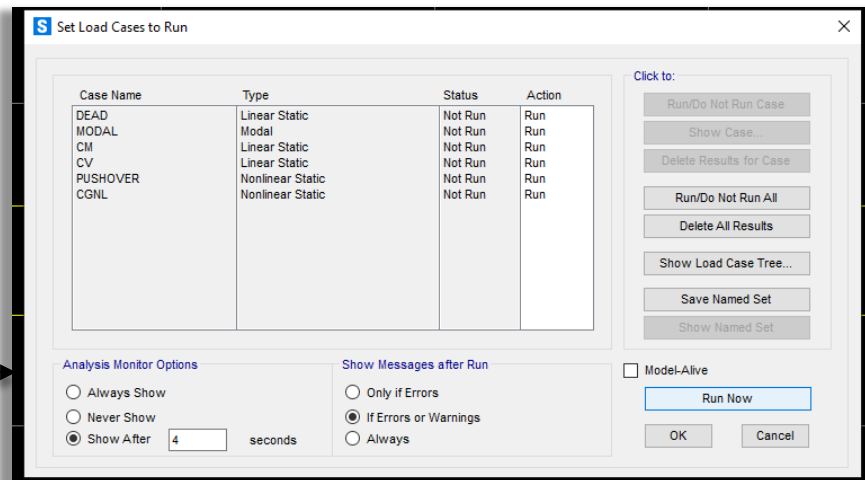 S Set Load Cases to Run
Click to:
Case Name Type Status Action
DEAD Linear Static Not Run Run
MODAL Modal Not Run Run
CM Linear Static Not Run Run
CV Linear Static Not Run Run
PUSHOVER Nonlinear Static Not Run Run
CGNL Nonlinear Static Not Run Run
Run/Do Not Run Case
Show Case...
Delete Results for Case
Run/Do Not Run All
Delete All Results
Show Load Case Tree...
Save Named Set
Show Named Set
Analysis Monitor Options
Always Show
Never Show
Show After 4 seconds
Show Messages after Run
Only if Errors
If Errors or Warnings
Always
Model-Alive
Run Now
OK Cancel